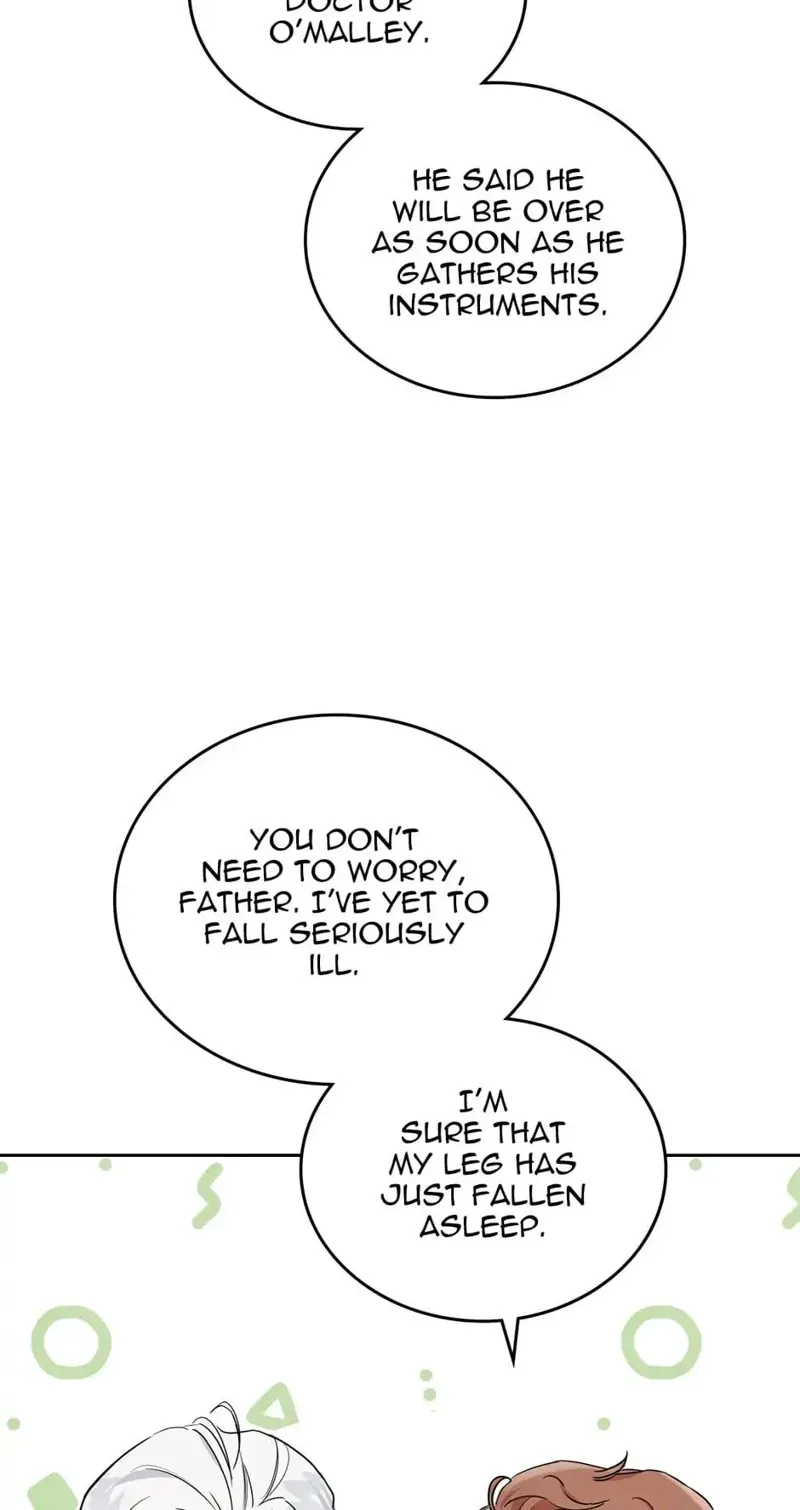 DOCTOR
O'MALLEY.
HE SAID HE
WILL BE OVER
AS SOON AS HE
GATHERS HIS
INSTRUMENTS.
YOU DON'T
NEED TO WORRY,
FATHER. I'VE YET TO
FALL SERIOUSLY
ILL.
I'M
SURE THAT
MY LEG HAS
JUST FALLEN
ASLEEP.